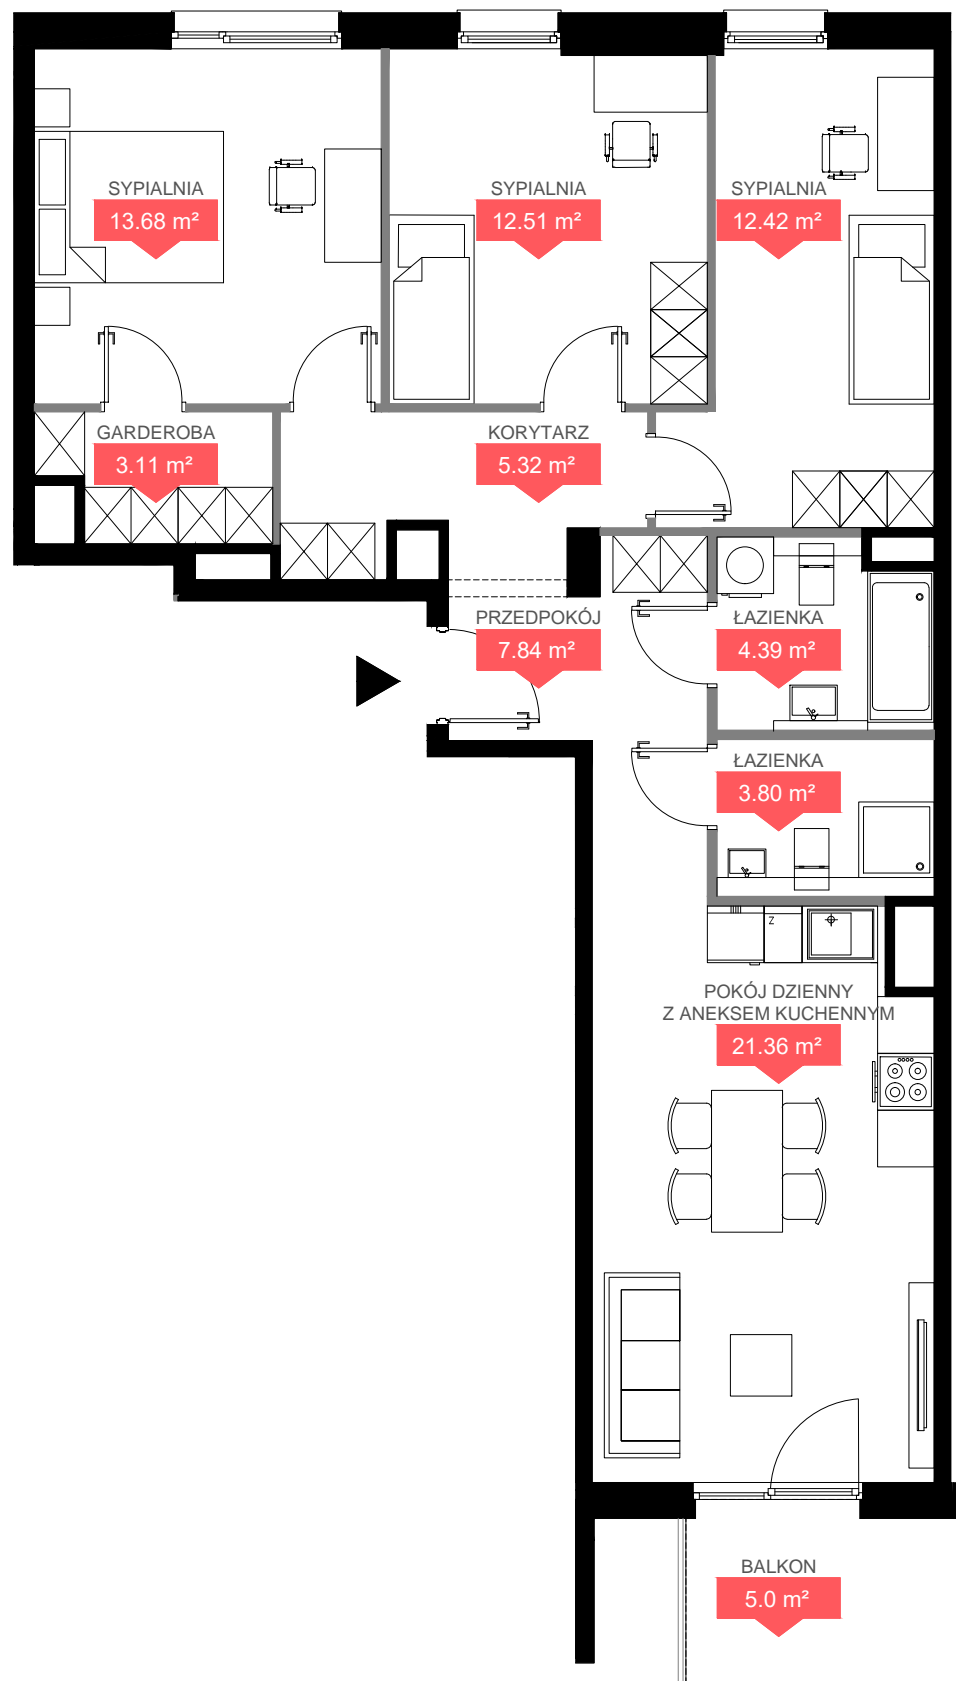 SYPIALNIA
13.68 m²
SYPIALNIA
12.51 m²
SYPIALNIA
12.42 m²
GARDEROBA
3.11 m²
KORYTARZ
5.32 m²
PRZEDPOKÓJ
7.84 m²
ŁAZIENKA
4.39 m²
ŁAZIENKA
3.80 m²
Z
POKÓJ DZIENNY
Z ANEKSEM KUCHENNYM
21.36 m²
BALKON
5.0 m²